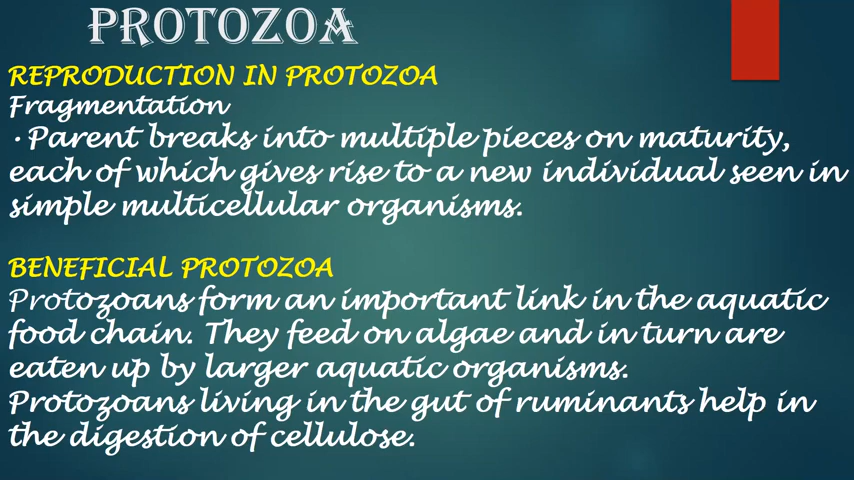 PROTOZOA
REPRODUCTION IN PROTOZOA
Fragmentation
•Parent breaks into multiple pieces on maturity,
each of which gives rise to a new individual seen in
simple multicellular organisms.
BENEFICIAL PROTOZOA
Protozoans form an important link in the aquatic
food chain. They feed on algae and in turn are
eaten up by larger aquatic organisms.
Protozoans living in the gut of ruminants help in
the digestion of cellulose.